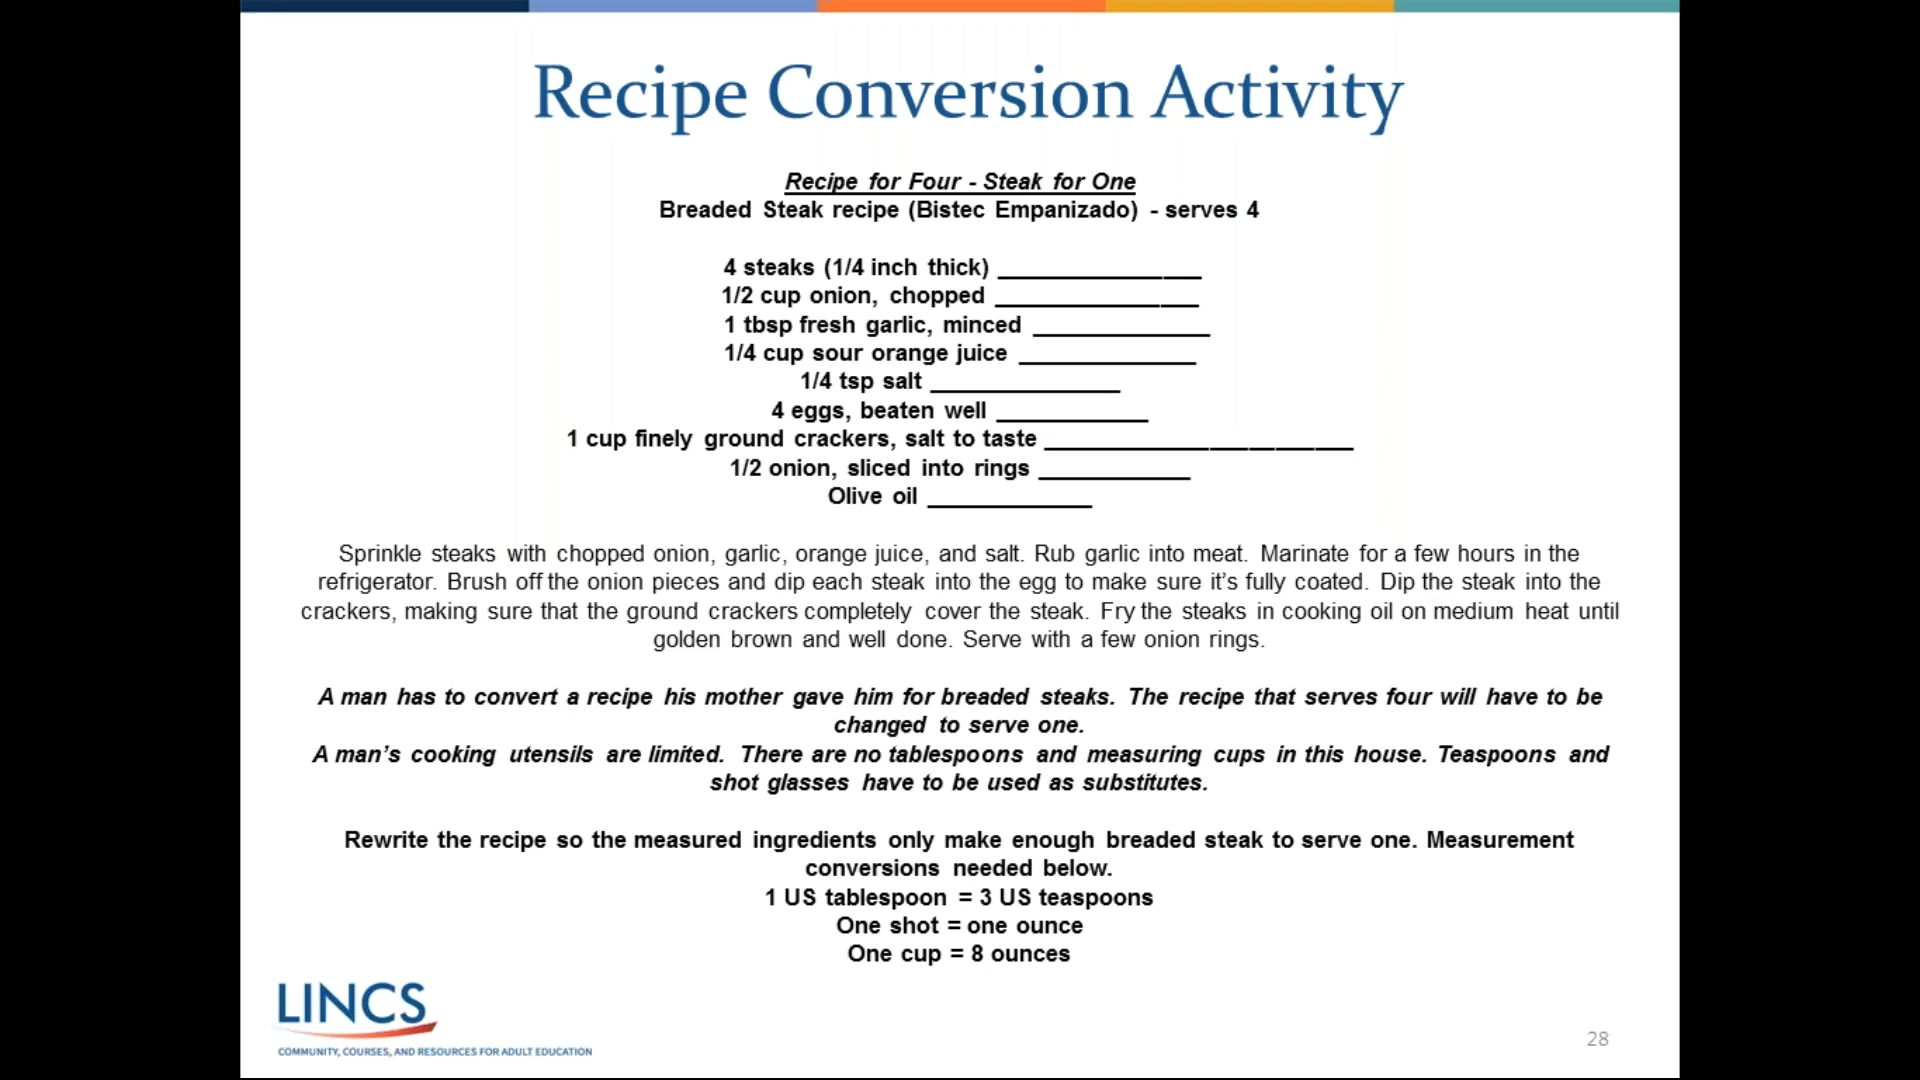 Recipe Conversion Activity
Recipe for Four - Steak for One
Breaded Steak recipe (Bistec Empanizado) - serves 4
4 steaks (1/4 inch thick) _______________
1/2 cup onion, chopped _______________
1 tbsp fresh garlic, minced _____________
1/4 cup sour orange juice _____________
1/4 tsp salt ______________
4 eggs, beaten well ___________
1 cup finely ground crackers, salt to taste _______________________
1/2 onion, sliced into rings ___________
Olive oil ____________
Sprinkle steaks with chopped onion, garlic, orange juice, and salt. Rub garlic into meat. Marinate for a few hours in the
refrigerator. Brush off the onion pieces and dip each steak into the egg to make sure it's fully coated. Dip the steak into the
crackers, making sure that the ground crackers completely cover the steak. Fry the steaks in cooking oil on medium heat until
golden brown and well done. Serve with a few onion rings.
A man has to convert a recipe his mother gave him for breaded steaks. The recipe that serves four will have to be
changed to serve one.
A man's cooking utensils are limited. There are no tablespoons and measuring cups in this house. Teaspoons and
shot glasses have to be used as substitutes.
Rewrite the recipe so the measured ingredients only make enough breaded steak to serve one. Measurement
conversions needed below.
1 US tablespoon = 3 US teaspoons
One shot = one ounce
One cup = 8 ounces
LINCS
COMMUNITY, COURSES, AND RESOURCES FOR ADULT EDUCATION
28